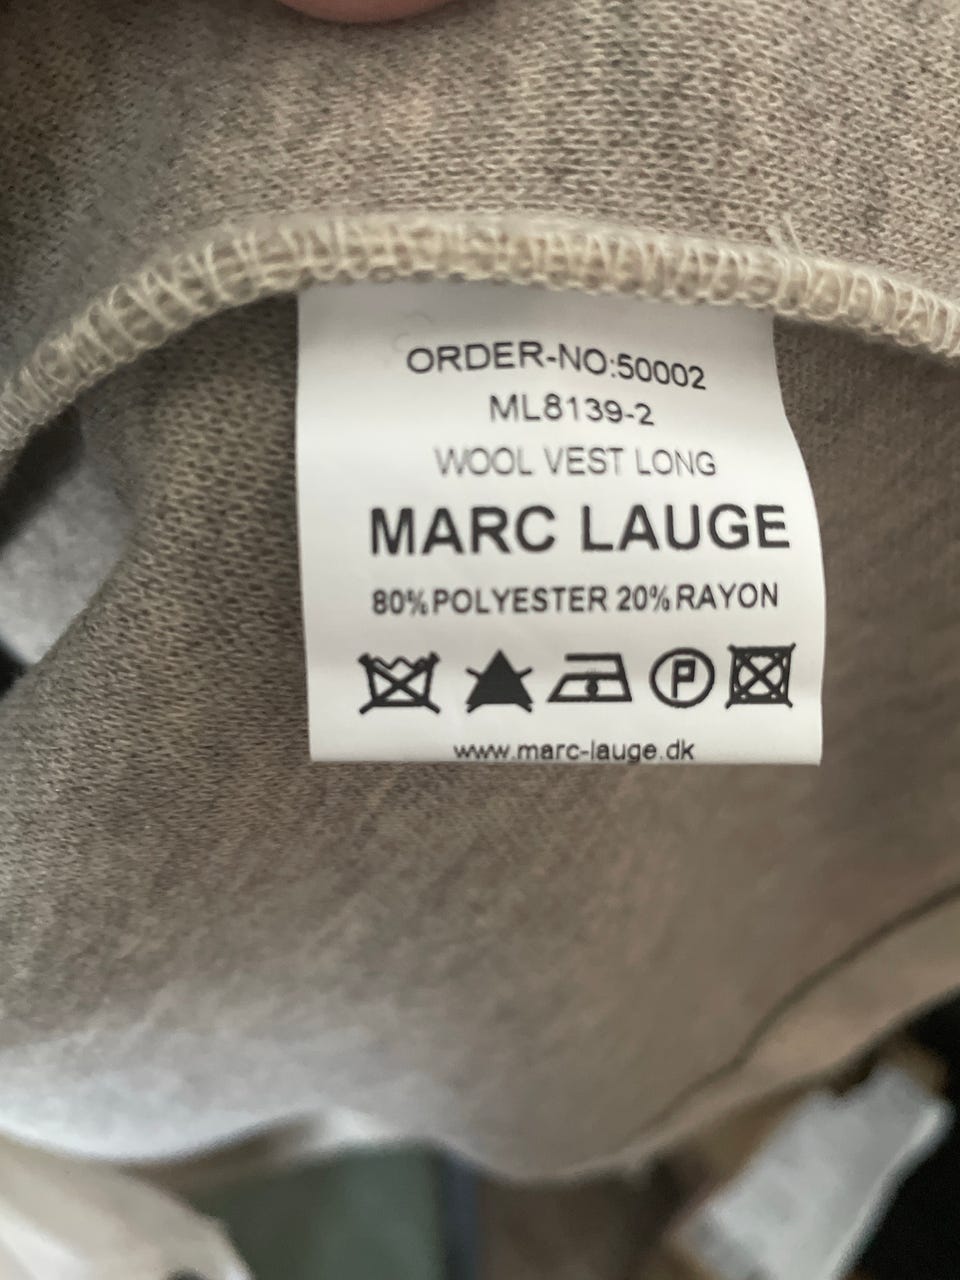 ORDER-NO:50002
ML8139-2
WOOL VEST LONG
MARC LAUGE
80%POLYESTER 20%RAYON
P
www.marc-lauge.dk